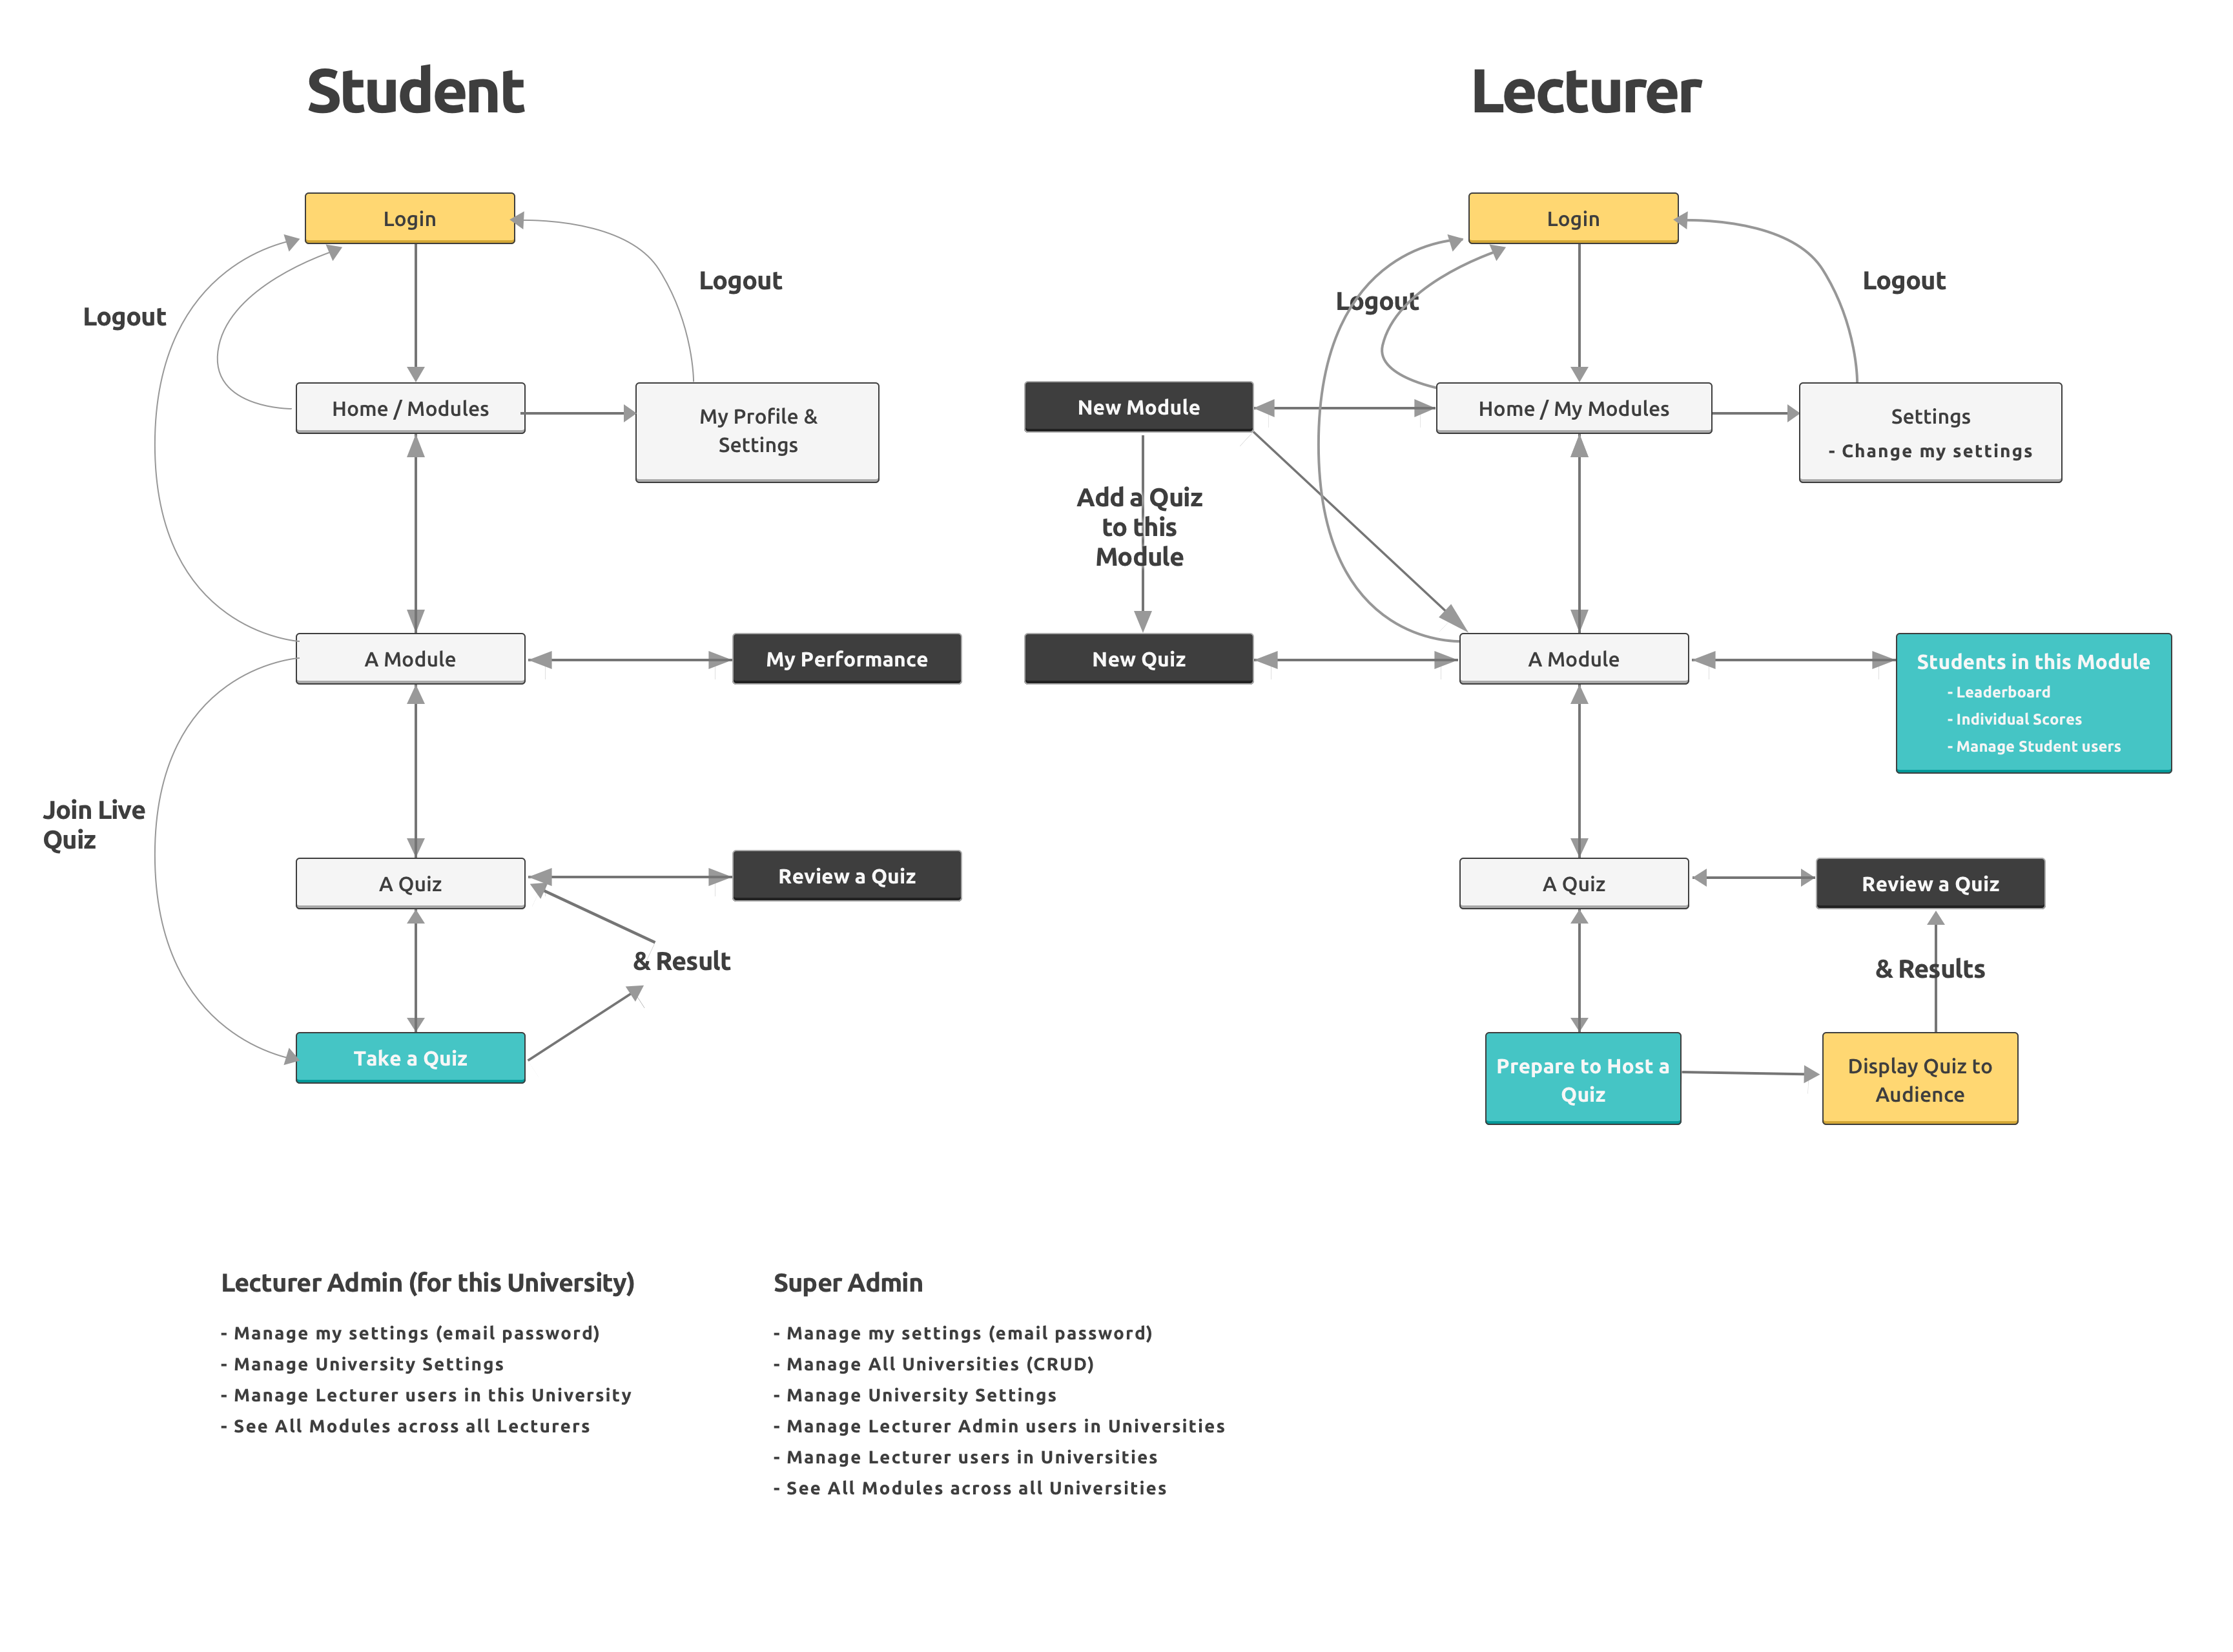 Student
Login
Logout
Logout
Home / Modules
My Profile &
Settings
A Module
My Performance
Join Live
Quiz
A Quiz
Review a Quiz
& Result
Take a Quiz
Lecturer
Login
Logout
Logout
New Module
Home / My Modules
Settings
- Change my settings
Add a Quiz
to this
Module
New Quiz
A Module
Students in this Module
- Leaderboard
- Individual Scores
- Manage Student users
A Quiz
Review a Quiz
& Results
Prepare to Host a
Quiz
Display Quiz to
Audience
Lecturer Admin (for this University)
- Manage my settings (email password)
- Manage University Settings
- Manage Lecturer users in this University
- See All Modules across all Lecturers
Super Admin
- Manage my settings (email password)
- Manage All Universities (CRUD)
- Manage University Settings
- Manage Lecturer Admin users in Universities
- Manage Lecturer users in Universities
- See All Modules across all Universities